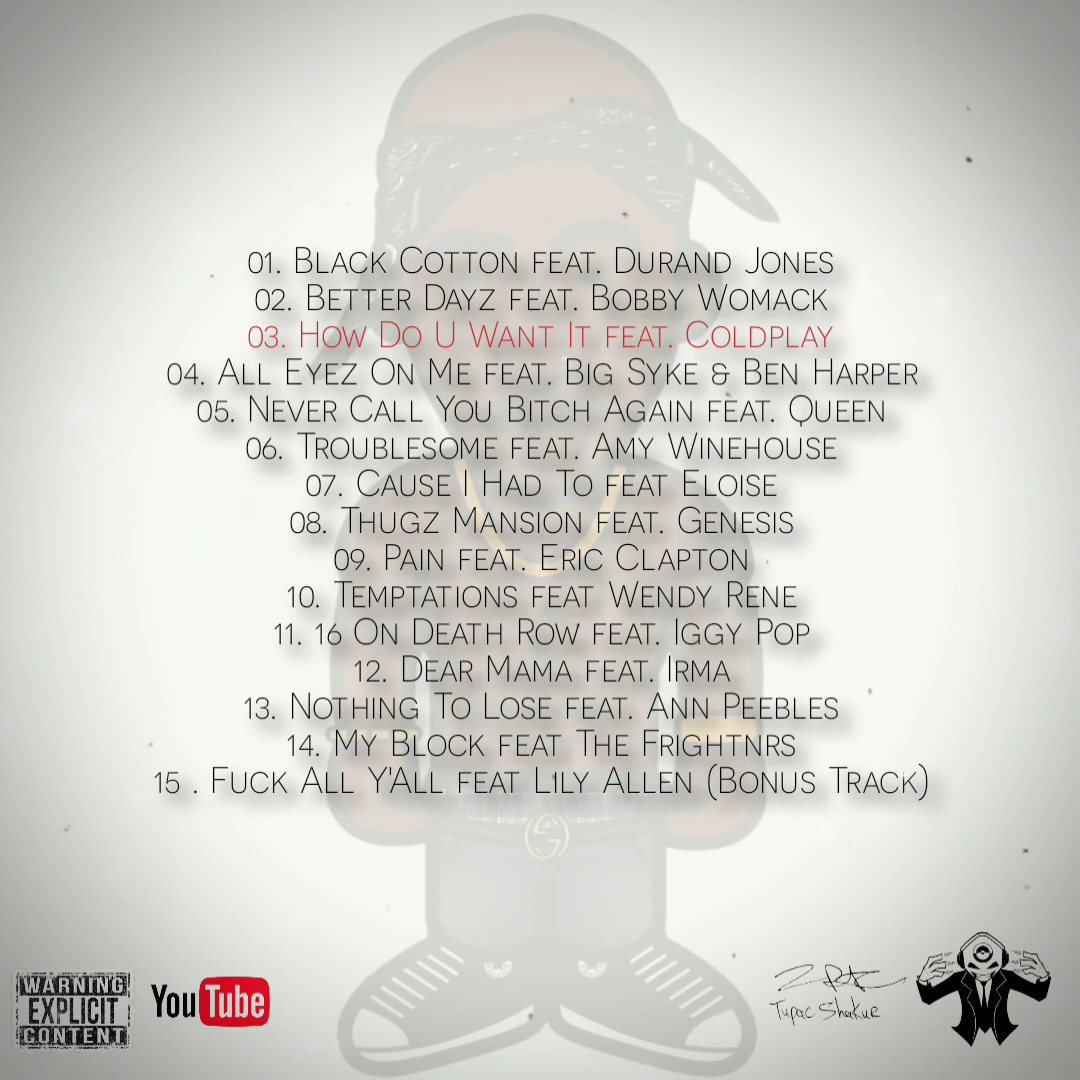 01. Black Cotton feat. Durand Jones
02. Better Dayz feat. Bobby Womack
03. How Do U Want It feat. Coldplay
04. All Eyez On Me feat. Big Syke & Ben Harper
05. Never Call You Bitch Again feat. Queen
06. Troublesome feat. Amy Winehouse
07. Cause I Had To feat Eloise
08. Thugz Mansion feat. Genesis
09. Pain feat. Eric Clapton
10. Temptations feat Wendy Rene
11. 16 On Death Row feat. Iggy Pop
12. Dear Mama feat. Irma
13. Nothing To Lose feat. Ann Peebles
14. My Block feat The Frightnrs
15 . Fuck All Y'All feat Lily Allen (Bonus Track)
WARNING
EXPLICIT
CONTENT
YouTube
Tupac Shakur